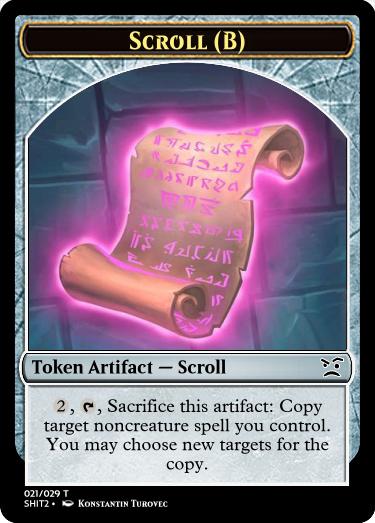 SCROLL (B)
Token Artifact — Scroll
2, T, Sacrifice this artifact: Copy
target noncreature spell you control.
You may choose new targets for the
copy.
021/029 T
SHIT2 • KONSTANTIN TUROVEC